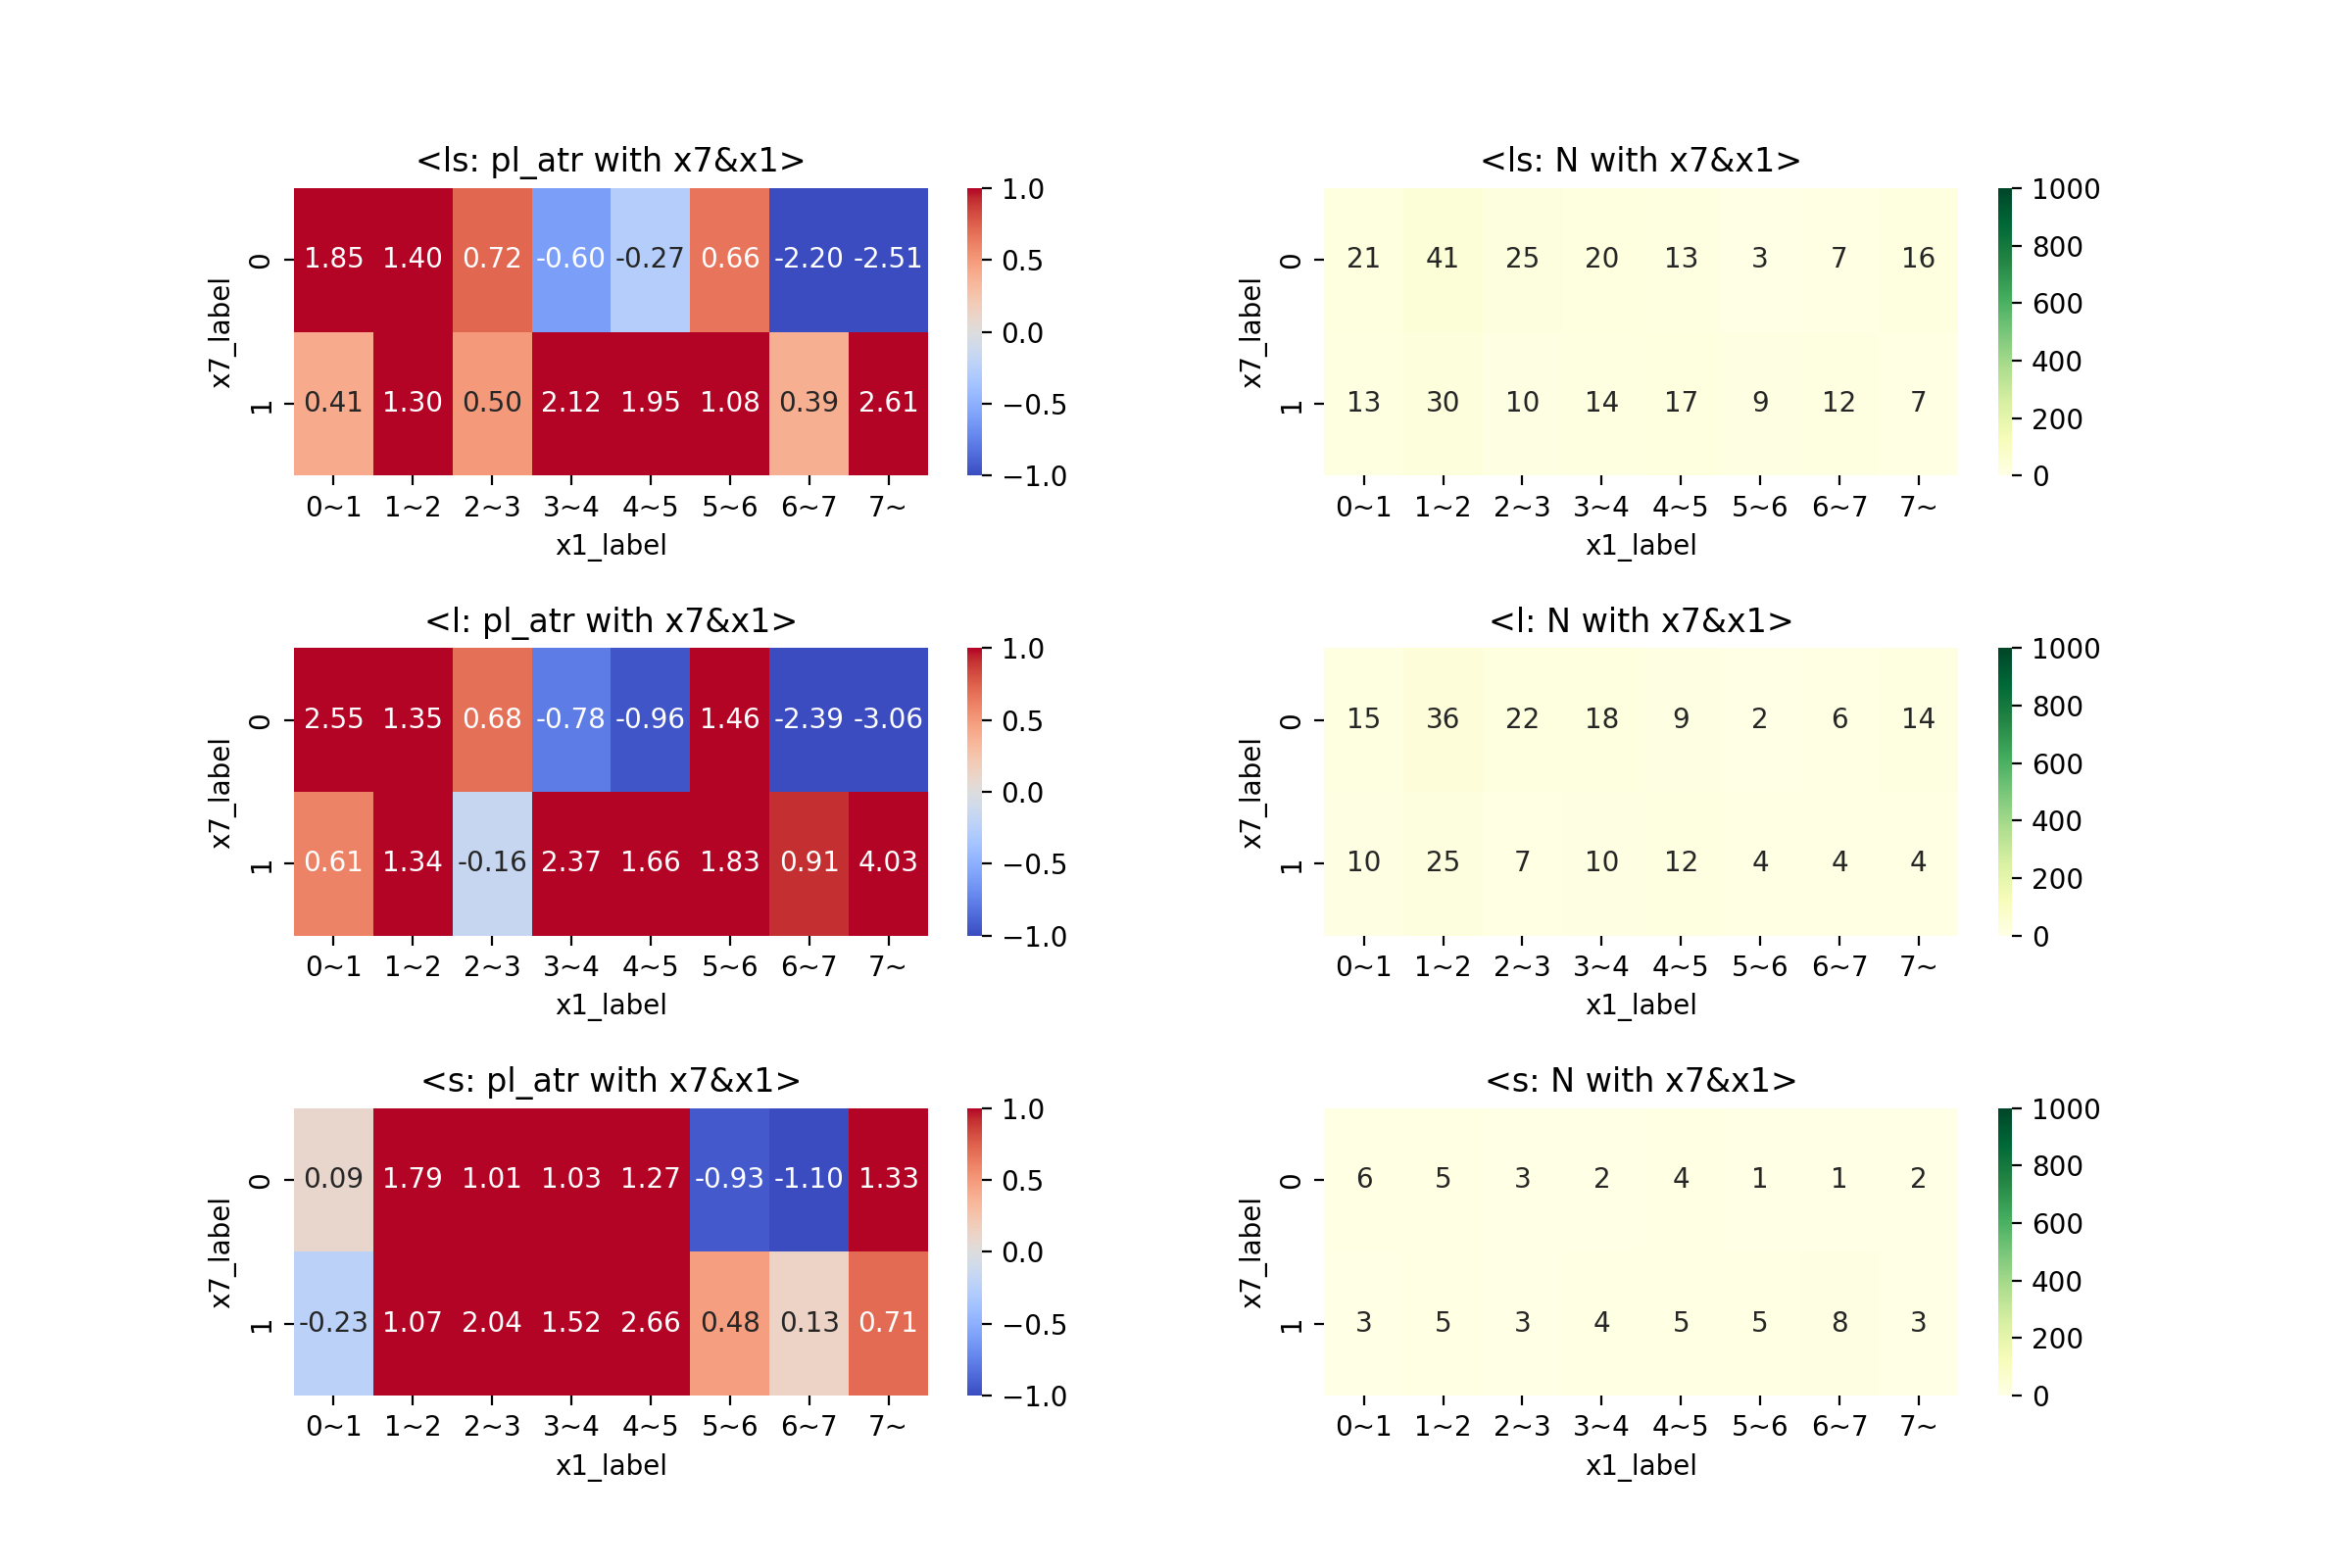 <ls: pl_atr with x7&x1>
1.85 1.40 0.72 -0.60 -0.27 0.66 -2.20 -2.51
0.41 1.30 0.50 2.12 1.95 1.08 0.39 2.61
x7_label
0
1
0~1 1~2 2~3 3~4 4~5 5~6 6~7 7~
x1_label
1.0
0.5
0.0
−0.5
−1.0
<ls: N with x7&x1>
21 41 25 20 13 3 7 16
13 30 10 14 17 9 12 7
x7_label
0
1
0~1 1~2 2~3 3~4 4~5 5~6 6~7 7~
x1_label
1000
800
600
400
200
0
<l: pl_atr with x7&x1>
2.55 1.35 0.68 -0.78 -0.96 1.46 -2.39 -3.06
0.61 1.34 -0.16 2.37 1.66 1.83 0.91 4.03
x7_label
0
1
0~1 1~2 2~3 3~4 4~5 5~6 6~7 7~
x1_label
1.0
0.5
0.0
−0.5
−1.0
<l: N with x7&x1>
15 36 22 18 9 2 6 14
10 25 7 10 12 4 4 4
x7_label
0
1
0~1 1~2 2~3 3~4 4~5 5~6 6~7 7~
x1_label
1000
800
600
400
200
0
<s: pl_atr with x7&x1>
0.09 1.79 1.01 1.03 1.27 -0.93 -1.10 1.33
-0.23 1.07 2.04 1.52 2.66 0.48 0.13 0.71
x7_label
0
1
0~1 1~2 2~3 3~4 4~5 5~6 6~7 7~
x1_label
1.0
0.5
0.0
−0.5
−1.0
<s: N with x7&x1>
6 5 3 2 4 1 1 2
3 5 3 4 5 5 8 3
x7_label
0
1
0~1 1~2 2~3 3~4 4~5 5~6 6~7 7~
x1_label
1000
800
600
400
200
0